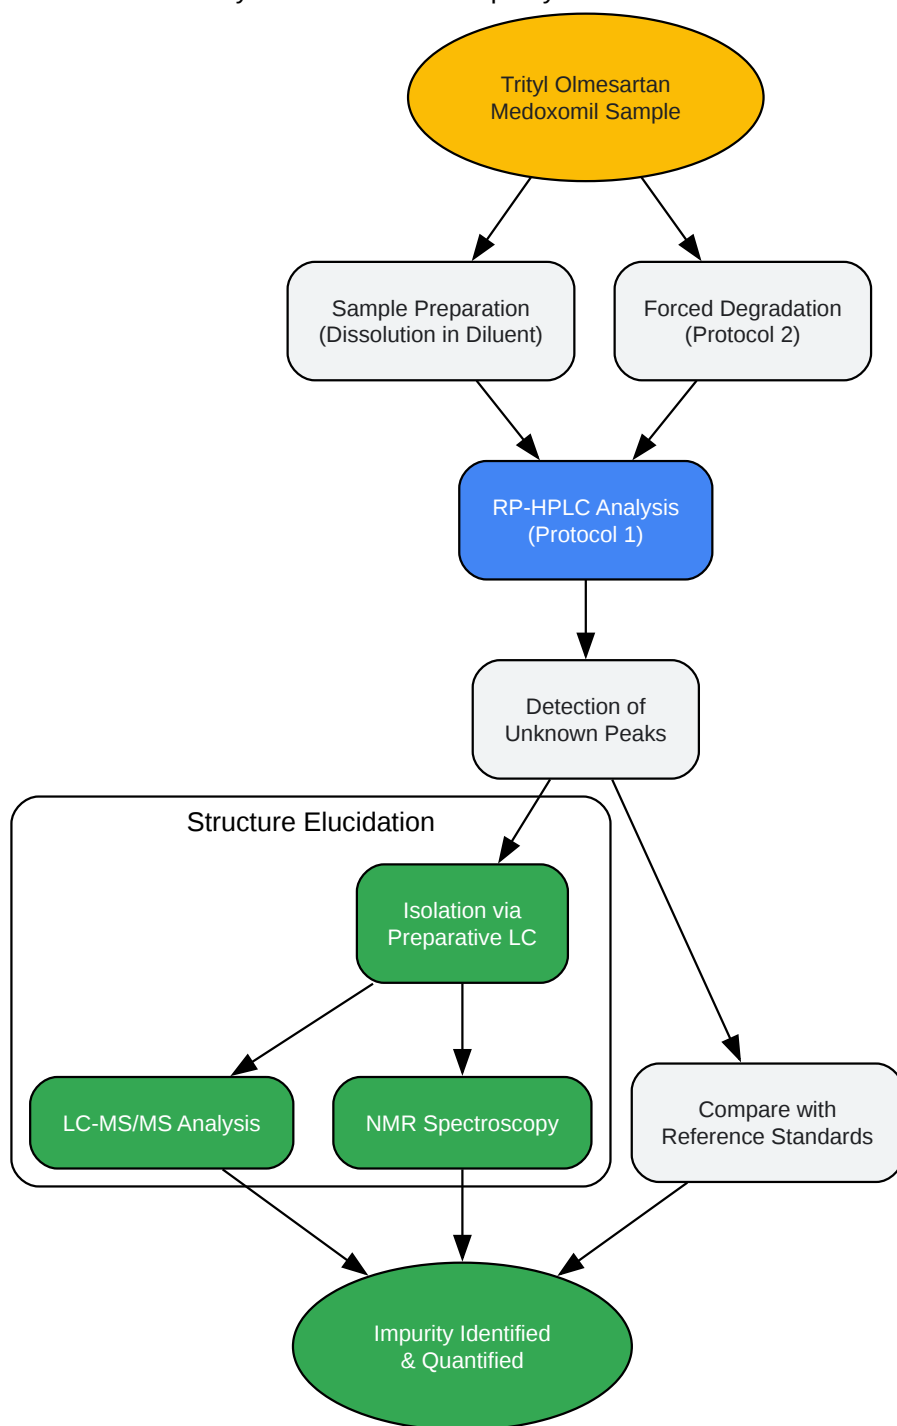 Trityl Olmesartan
Medoxomil Sample
Sample Preparation
(Dissolution in Diluent)
Forced Degradation
(Protocol 2)
RP-HPLC Analysis
(Protocol 1)
Detection of
Unknown Peaks
Structure Elucidation
Isolation via
Preparative LC
LC-MS/MS Analysis
NMR Spectroscopy
Compare with
Reference Standards
Impurity Identified
& Quantified